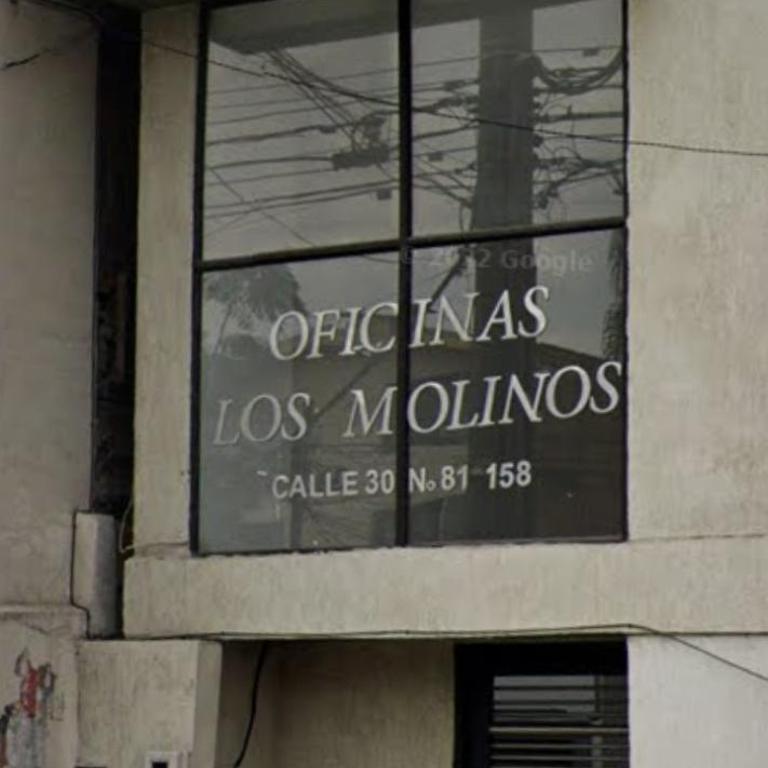 © 2022 Google
OFICINAS
LOS MOLINOS
CALLE 30 No 81 158